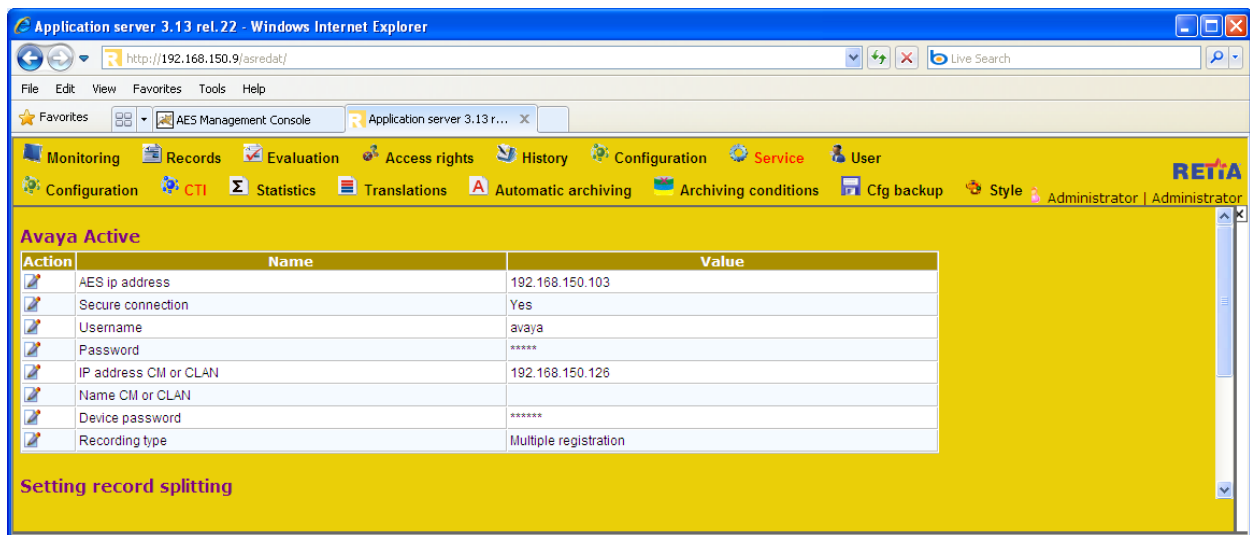 Application server 3.13 rel.22 - Windows Internet Explorer
http://192.168.150.9/asredat/ Live Search
File Edit View Favorites Tools Help
Favorites AES Management Console Application server 3.13 r... X
Monitoring Records Evaluation Access rights History Configuration Service User
RETIA
Configuration CTI Σ Statistics Translations A Automatic archiving Archiving conditions Cfg backup Style Administrator | Administrator
Avaya Active
Action Name Value
AES ip address 192.168.150.103
Secure connection Yes
Username avaya
Password *****
IP address CM or CLAN 192.168.150.126
Name CM or CLAN
Device password ******
Recording type Multiple registration
Setting record splitting